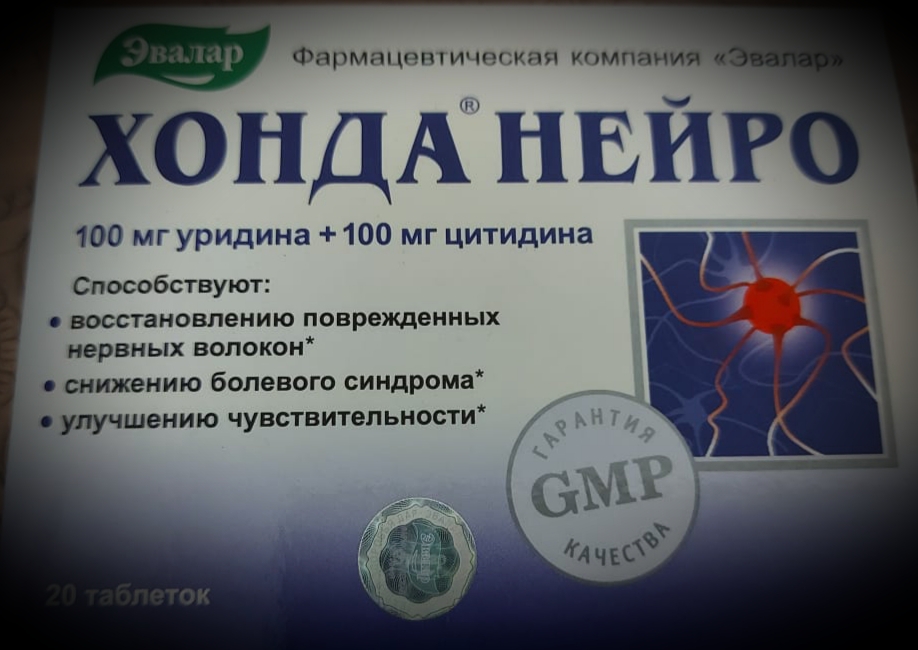 Эвалар
Фармацевтическая компания «Эвалар»
ХОНДА® НЕЙРО
100 мг уридина + 100 мг цитидина
Способствуют:
• восстановлению поврежденных
нервных волокон*
• снижению болевого синдрома*
• улучшению чувствительности*
ГАРАНТИЯ
GMP
КАЧЕСТВА
20 таблеток